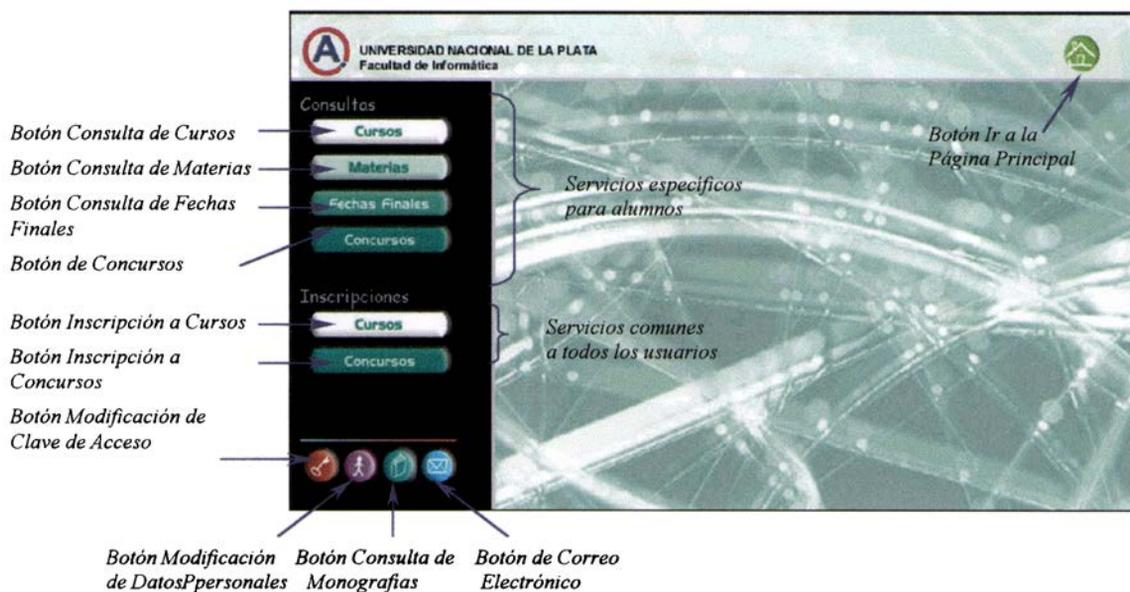 A
UNIVERSIDAD NACIONAL DE LA PLATA
Facultad de Informática
Consultas
Cursos
Materias
Fechas Finales
Concursos
Inscripciones
Cursos
Concursos
Botón Consulta de Cursos
Botón Consulta de Materias
Botón Consulta de Fechas
Finales
Botón de Concursos
Botón Inscripción a Cursos
Botón Inscripción a
Concursos
Botón Modificación de
Clave de Acceso
Servicios específicos
para alumnos
Servicios comunes
a todos los usuarios
Botón Ir a la
Página Principal
Botón Modificación
de DatosPpersonales
Botón Consulta de
Monografías
Botón de Correo
Electrónico